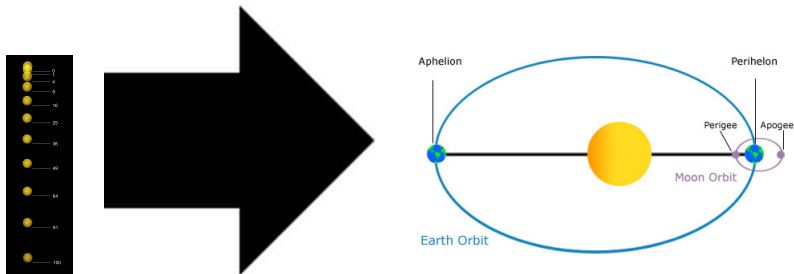 0
1
4
9
16
25
36
49
64
81
100
Aphelion
Perihelon
Perigee
Apogee
Moon Orbit
Earth Orbit